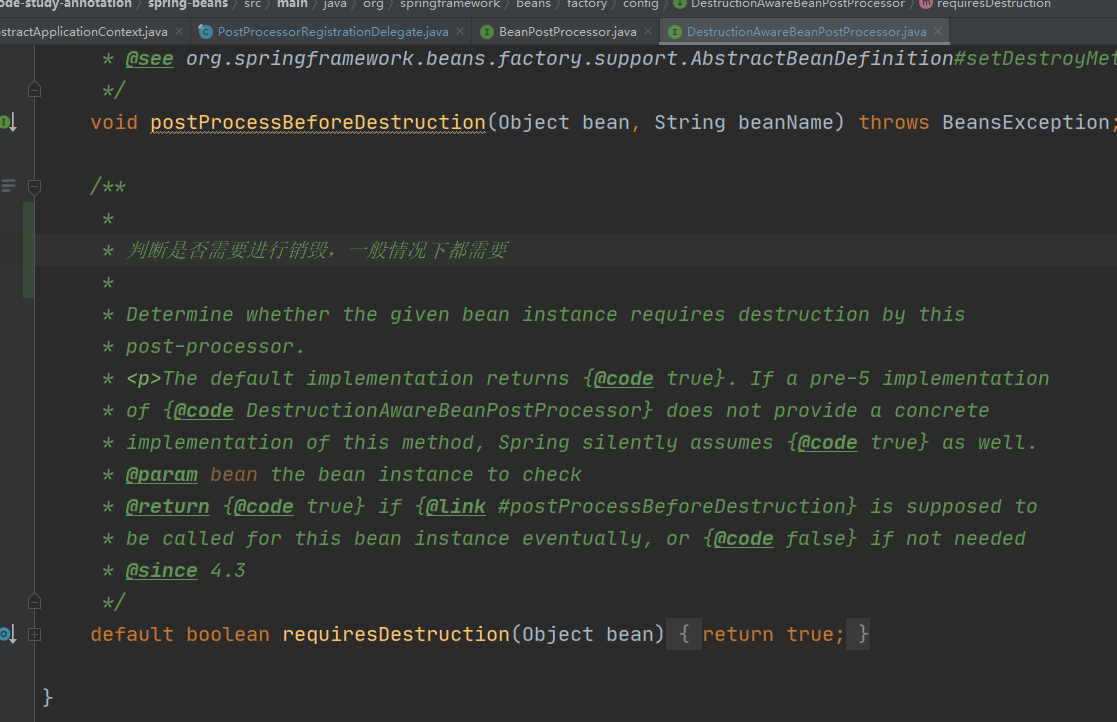 ode-study-annotation 〉 spring-beans 〉 src 〉 main 〉 java 〉 org 〉 springframework 〉 beans 〉 factory 〉 config 〉 DestructionAwareBeanPostProcessor 〉 requiresDestruction
stractApplicationContext.java × PostProcessorRegistrationDelegate.java × BeanPostProcessor.java × DestructionAwareBeanPostProcessor.java ×
* @see org.springframework.beans.factory.support.AbstractBeanDefinition#setDestroyMet
*/
void postProcessBeforeDestruction(Object bean, String beanName) throws BeansException;
/**
*
* 判断是否需要进行销毁，一般情况下都需要
*
* Determine whether the given bean instance requires destruction by this
* post-processor.
* <p>The default implementation returns {@code true}. If a pre-5 implementation
* of {@code DestructionAwareBeanPostProcessor} does not provide a concrete
* implementation of this method, Spring silently assumes {@code true} as well.
* @param bean the bean instance to check
* @return {@code true} if {@link #postProcessBeforeDestruction} is supposed to
* be called for this bean instance eventually, or {@code false} if not needed
* @since 4.3
*/
default boolean requiresDestruction(Object bean) { return true; }
}